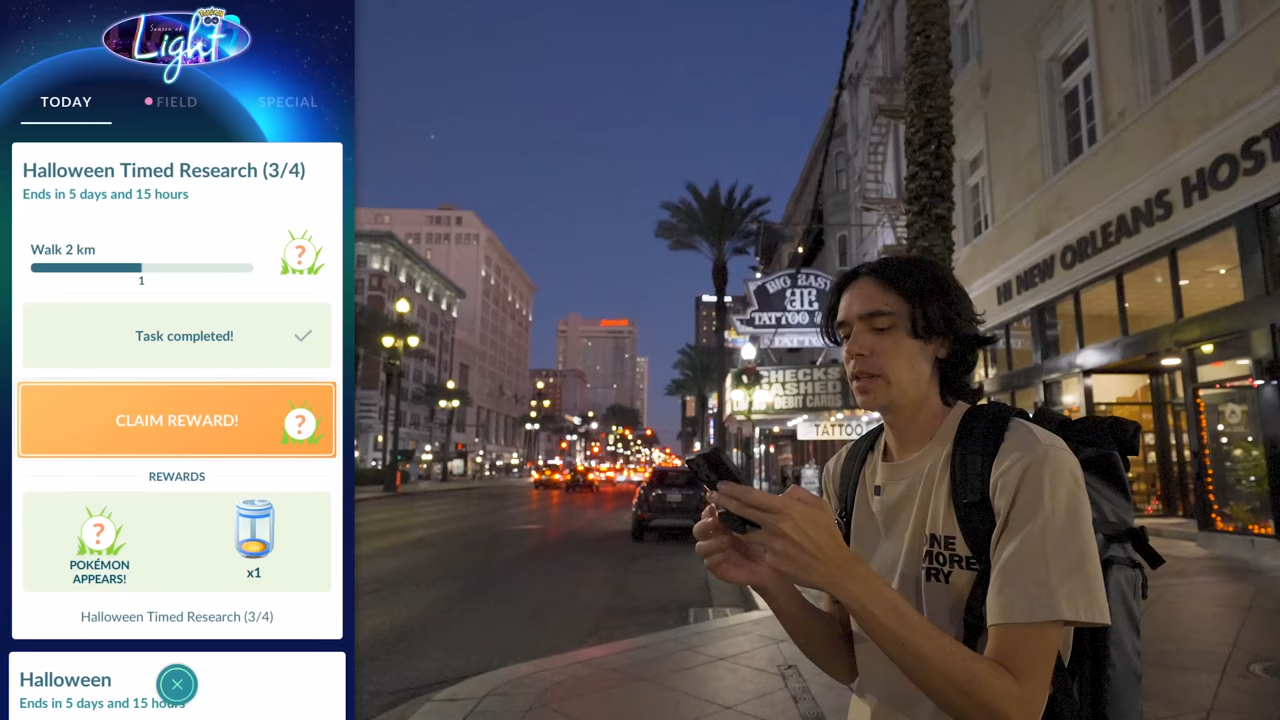 Pokémon GO
Season of
Light
TODAY
FIELD
SPECIAL
Halloween Timed Research (3/4)
Ends in 5 days and 15 hours
Walk 2 km
?
1
Task completed!
CLAIM REWARD!
?
REWARDS
?
POKÉMON
APPEARS!
x1
Halloween Timed Research (3/4)
Halloween
Ends in 5 days and 15 hours
Marriott
BIG EASY
TATTOO
CHECKS
CASHED
DEBIT CARDS
TATTOO
HI NEW ORLEANS HOST
ONE
MORE
TRY